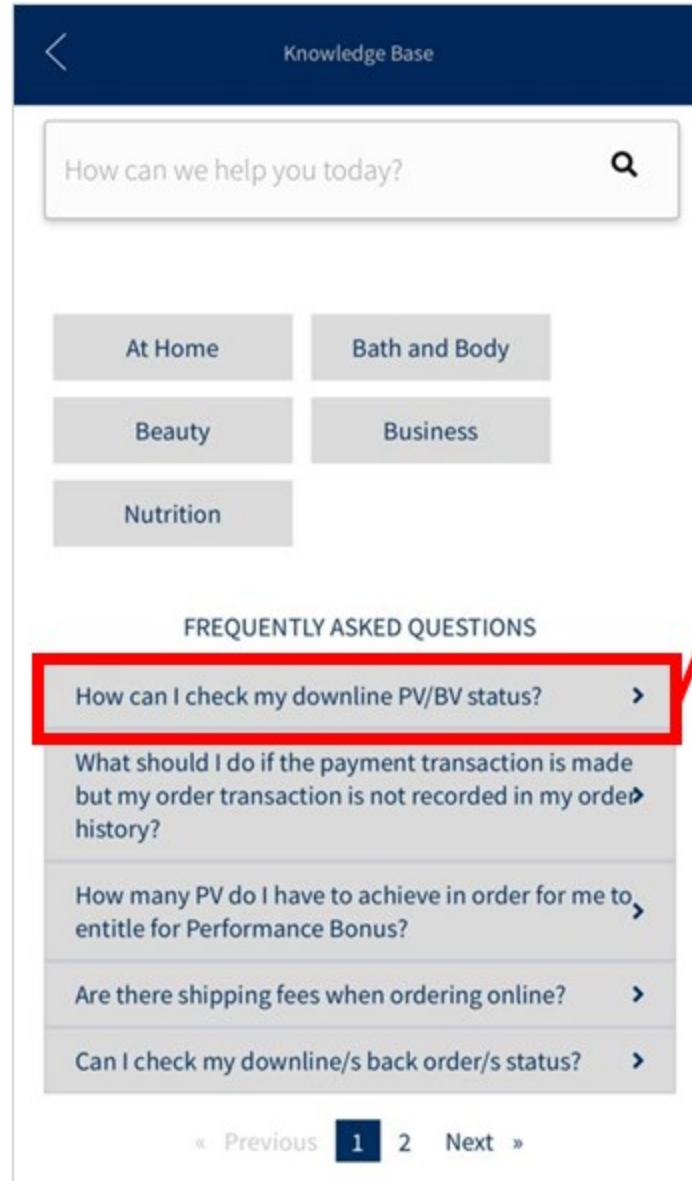 Knowledge Base
How can we help you today?
At Home
Bath and Body
Beauty
Business
Nutrition
FREQUENTLY ASKED QUESTIONS
How can I check my downline PV/BV status?
What should I do if the payment transaction is made
but my order transaction is not recorded in my order
history?
How many PV do I have to achieve in order for me to
entitle for Performance Bonus?
Are there shipping fees when ordering online?
Can I check my downline/s back order/s status?
« Previous 1 2 Next »